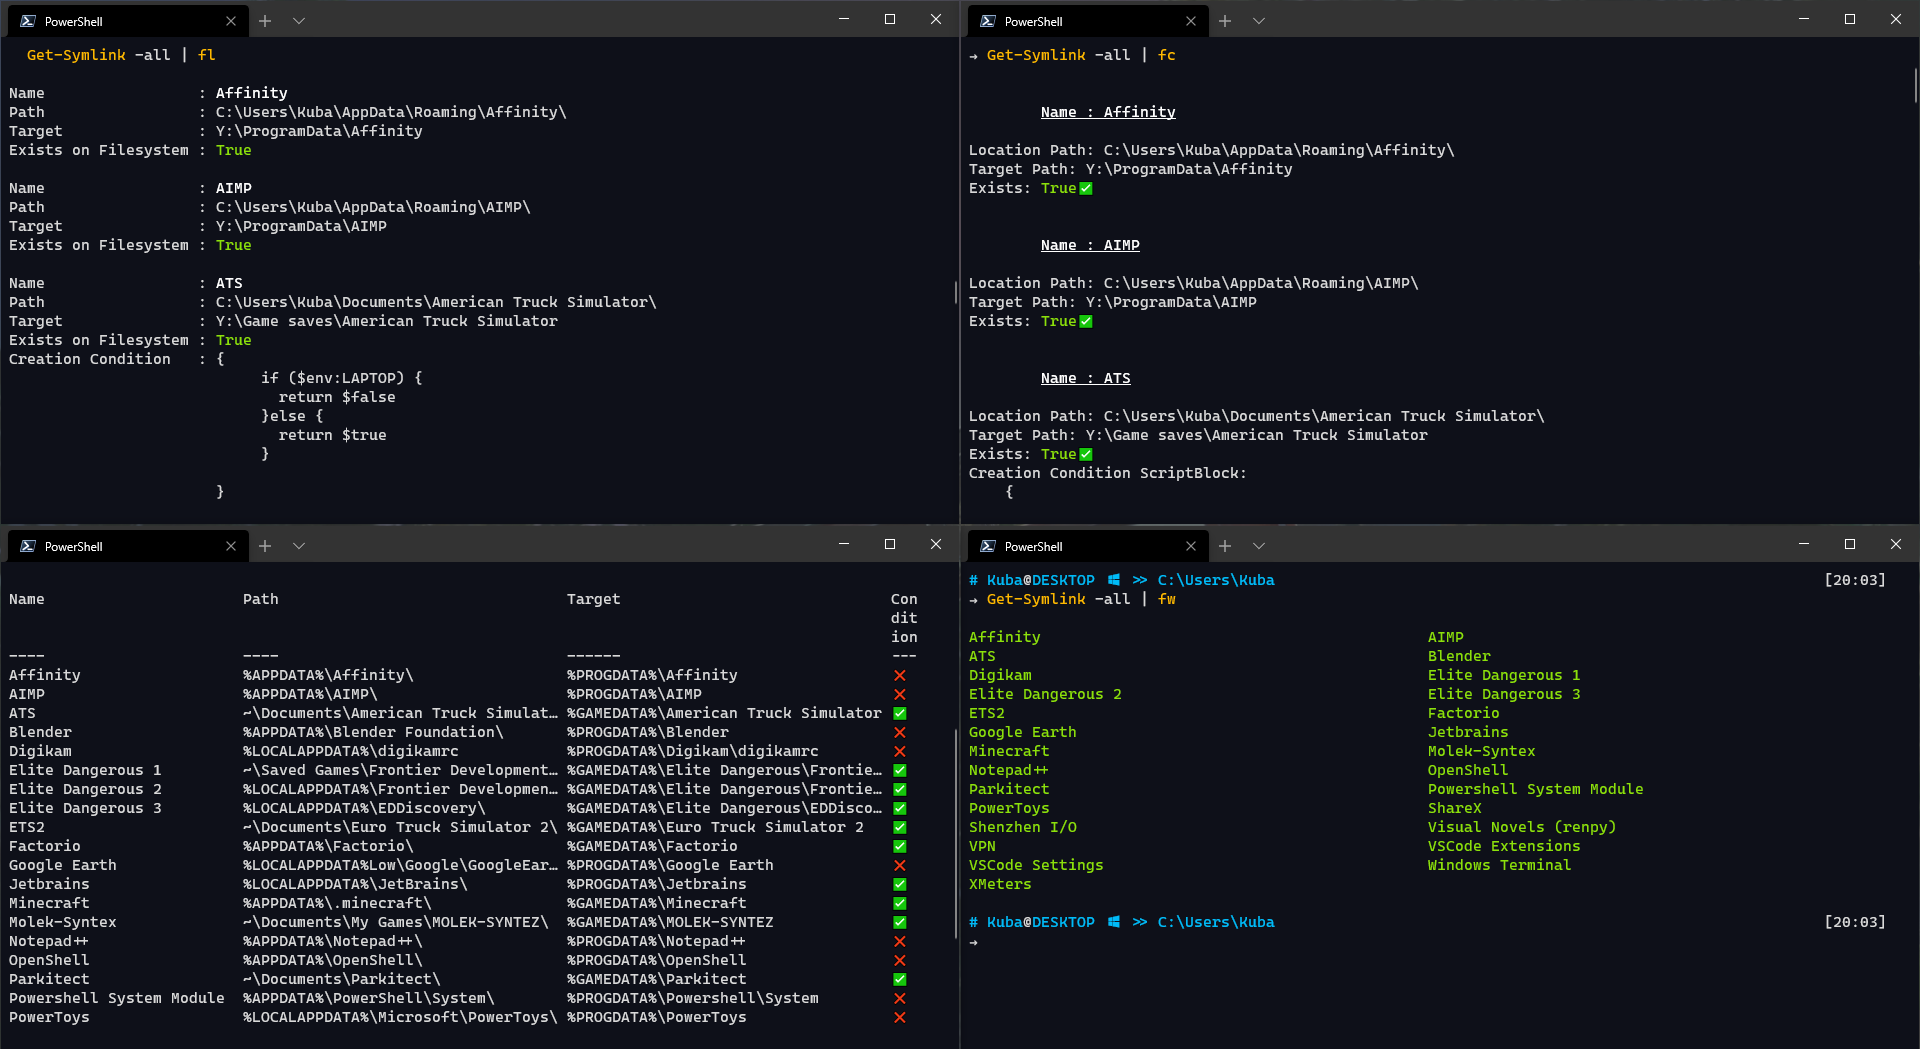 PowerShell
Get-Symlink -all | fl
Name                 : Affinity
Path                 : C:\Users\Kuba\AppData\Roaming\Affinity\
Target               : Y:\ProgramData\Affinity
Exists on Filesystem : True
Name                 : AIMP
Path                 : C:\Users\Kuba\AppData\Roaming\AIMP\
Target               : Y:\ProgramData\AIMP
Exists on Filesystem : True
Name                 : ATS
Path                 : C:\Users\Kuba\Documents\American Truck Simulator\
Target               : Y:\Game saves\American Truck Simulator
Exists on Filesystem : True
Creation Condition   : {
if ($env:LAPTOP) {
return $false
}else {
return $true
}
}
PowerShell
→ Get-Symlink -all | fc
Name : Affinity
Location Path: C:\Users\Kuba\AppData\Roaming\Affinity\
Target Path: Y:\ProgramData\Affinity
Exists: True✅
Name : AIMP
Location Path: C:\Users\Kuba\AppData\Roaming\AIMP\
Target Path: Y:\ProgramData\AIMP
Exists: True✅
Name : ATS
Location Path: C:\Users\Kuba\Documents\American Truck Simulator\
Target Path: Y:\Game saves\American Truck Simulator
Exists: True✅
Creation Condition ScriptBlock:
{
PowerShell
Name Path Target Con
dit
ion
---- ---- ------ ---
Affinity %APPDATA%\Affinity\ %PROGDATA%\Affinity ❌
AIMP %APPDATA%\AIMP\ %PROGDATA%\AIMP ❌
ATS ~\Documents\American Truck Simulat… %GAMEDATA%\American Truck Simulator ✅
Blender %APPDATA%\Blender Foundation\ %PROGDATA%\Blender ❌
Digikam %LOCALAPPDATA%\digikamrc %PROGDATA%\Digikam\digikamrc ❌
Elite Dangerous 1 ~\Saved Games\Frontier Development… %GAMEDATA%\Elite Dangerous\Frontie… ✅
Elite Dangerous 2 %LOCALAPPDATA%\Frontier Developmen… %GAMEDATA%\Elite Dangerous\Frontie… ✅
Elite Dangerous 3 %LOCALAPPDATA%\EDDiscovery\ %GAMEDATA%\Elite Dangerous\EDDisco… ✅
ETS2 ~\Documents\Euro Truck Simulator 2\ %GAMEDATA%\Euro Truck Simulator 2 ✅
Factorio %APPDATA%\Factorio\ %GAMEDATA%\Factorio ✅
Google Earth %LOCALAPPDATA%Low\Google\GoogleEar… %PROGDATA%\Google Earth ❌
Jetbrains %LOCALAPPDATA%\JetBrains\ %PROGDATA%\Jetbrains ✅
Minecraft %APPDATA%\.minecraft\ %GAMEDATA%\Minecraft ✅
Molek-Syntex ~\Documents\My Games\MOLEK-SYNTEZ\ %GAMEDATA%\MOLEK-SYNTEZ ✅
Notepad++ %APPDATA%\Notepad++\ %PROGDATA%\Notepad++ ❌
OpenShell %APPDATA%\OpenShell\ %PROGDATA%\OpenShell ❌
Parkitect ~\Documents\Parkitect\ %GAMEDATA%\Parkitect ✅
Powershell System Module %APPDATA%\PowerShell\System\ %PROGDATA%\Powershell\System ❌
PowerToys %LOCALAPPDATA%\Microsoft\PowerToys\ %PROGDATA%\PowerToys ❌
PowerShell
# Kuba@DESKTOP >> C:\Users\Kuba [20:03]
→ Get-Symlink -all | fw
Affinity AIMP
ATS Blender
Digikam Elite Dangerous 1
Elite Dangerous 2 Elite Dangerous 3
ETS2 Factorio
Google Earth Jetbrains
Minecraft Molek-Syntex
Notepad++ OpenShell
Parkitect Powershell System Module
PowerToys ShareX
Shenzhen I/O Visual Novels (renpy)
VPN VSCode Extensions
VSCode Settings Windows Terminal
XMeters
# Kuba@DESKTOP >> C:\Users\Kuba [20:03]
→